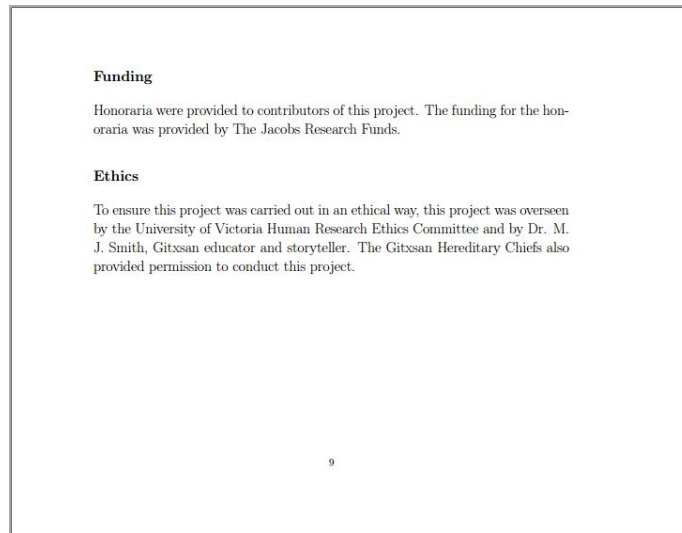 Funding
Honoraria were provided to contributors of this project. The funding for the hon-
oraria was provided by The Jacobs Research Funds.
Ethics
To ensure this project was carried out in an ethical way, this project was overseen
by the University of Victoria Human Research Ethics Committee and by Dr. M.
J. Smith, Gitxsan educator and storyteller. The Gitxsan Hereditary Chiefs also
provided permission to conduct this project.
9